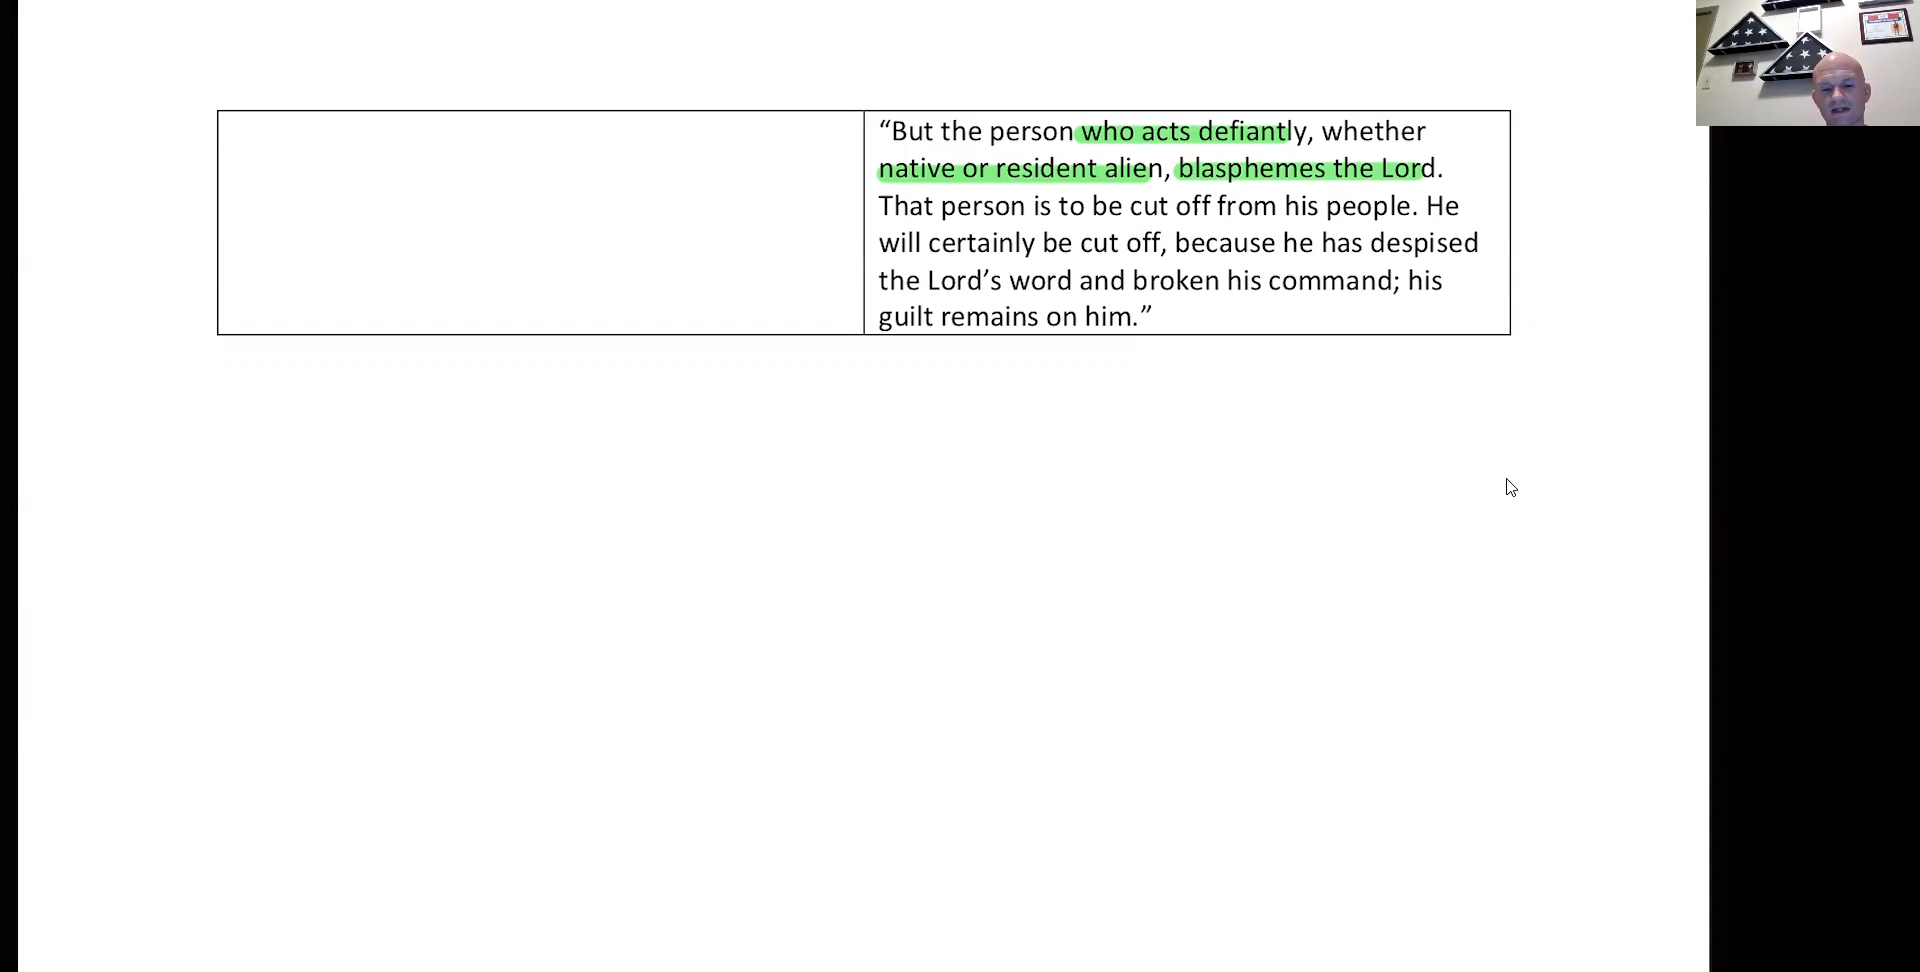 “But the person who acts defiantly, whether
native or resident alien, blasphemes the Lord.
That person is to be cut off from his people. He
will certainly be cut off, because he has despised
the Lord’s word and broken his command; his
guilt remains on him.”